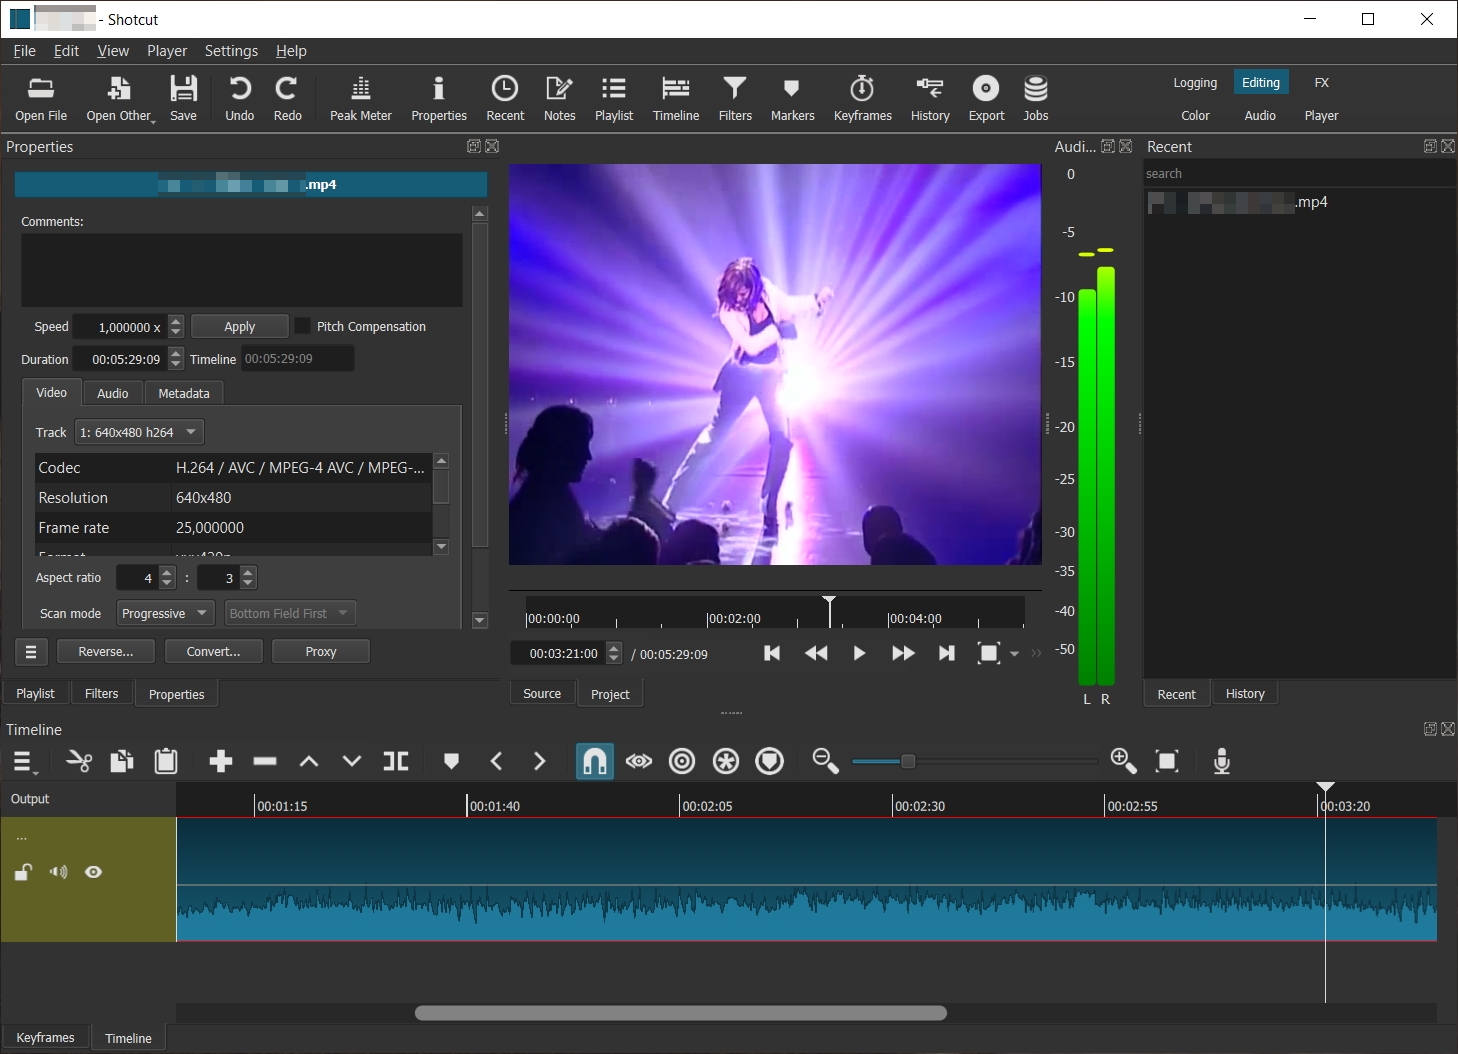 - Shotcut
File Edit View Player Settings Help
Open File Open Other Save Undo Redo Peak Meter Properties Recent Notes Playlist Timeline Filters Markers Keyframes History Export Jobs
Logging Editing FX
Color Audio Player
Properties
.mp4
Comments:
Speed 1,000000 x Apply Pitch Compensation
Duration 00:05:29:09 Timeline 00:05:29:09
Video Audio Metadata
Track 1: 640x480 h264
Codec H.264 / AVC / MPEG-4 AVC / MPEG-...
Resolution 640x480
Frame rate 25,000000
Aspect ratio 4 : 3
Scan mode Progressive Bottom Field First
Reverse... Convert... Proxy
Playlist Filters Properties
00:00:00 00:02:00 00:04:00
00:03:21:00 / 00:05:29:09
Source Project
Audi...
0
-5
-10
-15
-20
-25
-30
-35
-40
-50
L R
Recent
search
.mp4
Recent History
Timeline
Output
00:01:15 00:01:40 00:02:05 00:02:30 00:02:55 00:03:20
...
Keyframes Timeline